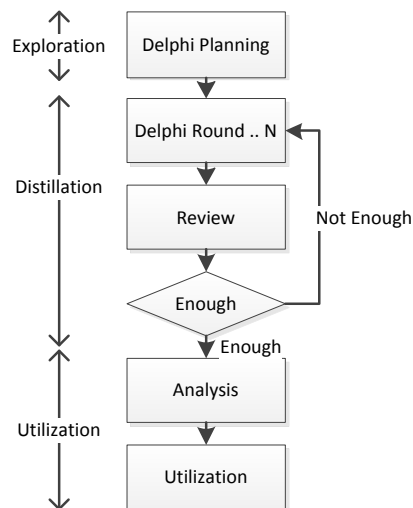 Exploration
Delphi Planning
Delphi Round .. N
Distillation
Review
Not Enough
Enough
Enough
Analysis
Utilization
Utilization